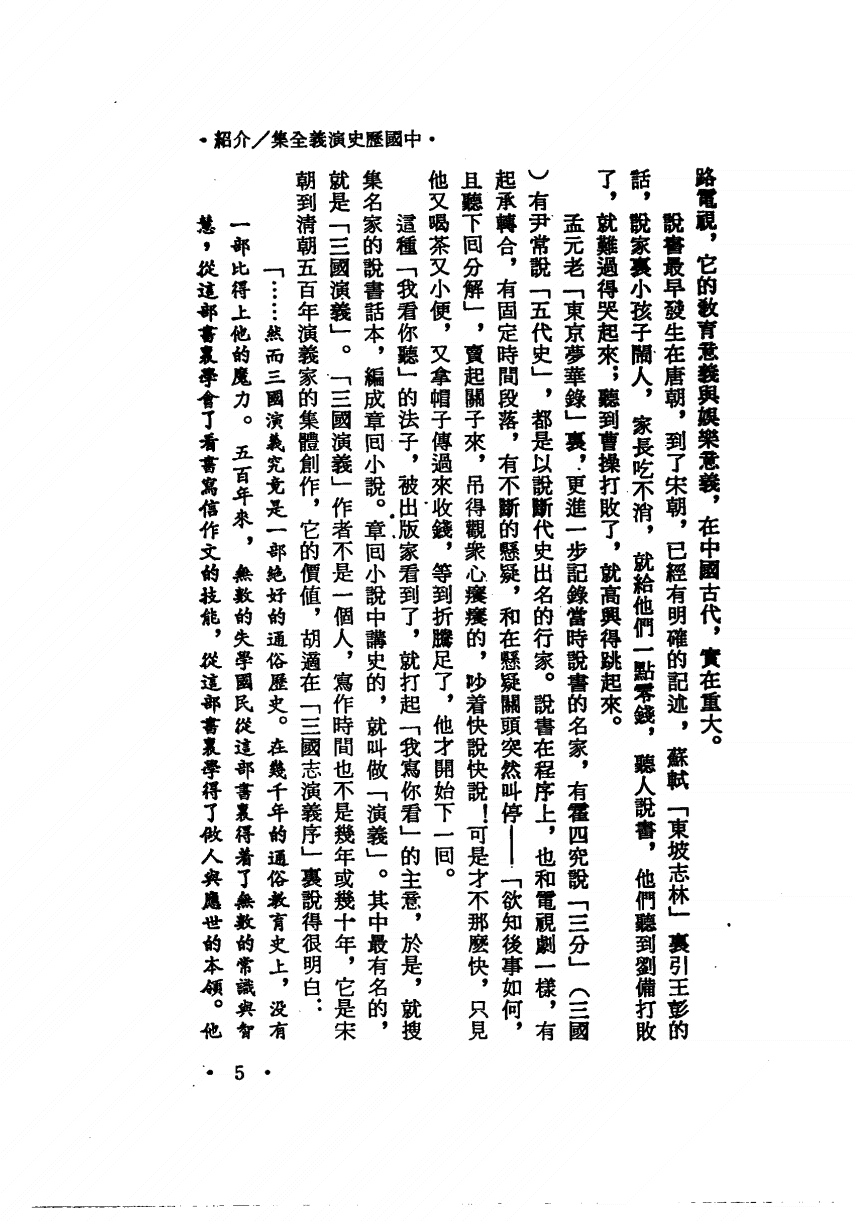 •中國歷史演義全集／介紹•
路電視，它的教育意義與娛樂意義，在中國古代，實在重大。
說書最早發生在唐朝，到了宋朝，已經有明確的記述，蘇軾「東坡志林」裏引王彭的
話，說家裏小孩子鬧人，家長吃不消，就給他們一點零錢，聽人說書，他們聽到劉備打敗
了，就難過得哭起來；聽到曹操打敗了，就高興得跳起來。
孟元老「東京夢華錄」裏，更進一步記錄當時說書的名家，有霍四究說「三分」（三國
）有尹常說「五代史」，都是以說斷代史出名的行家。說書在程序上，也和電視劇一樣，有
起承轉合，有固定時間段落，有不斷的懸疑，和在懸疑關頭突然叫停——「欲知後事如何，
且聽下回分解」，賣起關子來，吊得觀衆心癢癢的，吵着快說快說！可是才不那麼快，只見
他又喝茶又小便，又拿帽子傳過來收錢，等到折騰足了，他才開始下一回。
這種「我看你聽」的法子，被出版家看到了，就打起「我寫你看」的主意，於是，就搜
集名家的說書話本，編成章回小說。章回小說中講史的，就叫做「演義」。其中最有名的，
就是「三國演義」。「三國演義」作者不是一個人，寫作時間也不是幾年或幾十年，它是宋
朝到清朝五百年演義家的集體創作，它的價值，胡適在「三國志演義序」裏說得很明白：
「……然而三國演義究竟是一部絕好的通俗歷史。在幾千年的通俗教育史上，沒有
一部比得上他的魔力。五百年來，無數的失學國民從這部書裏得着了無數的常識與智
慧，從這部書裏學會了看書寫信作文的技能，從這部書裏學得了做人與應世的本領。他
•5•